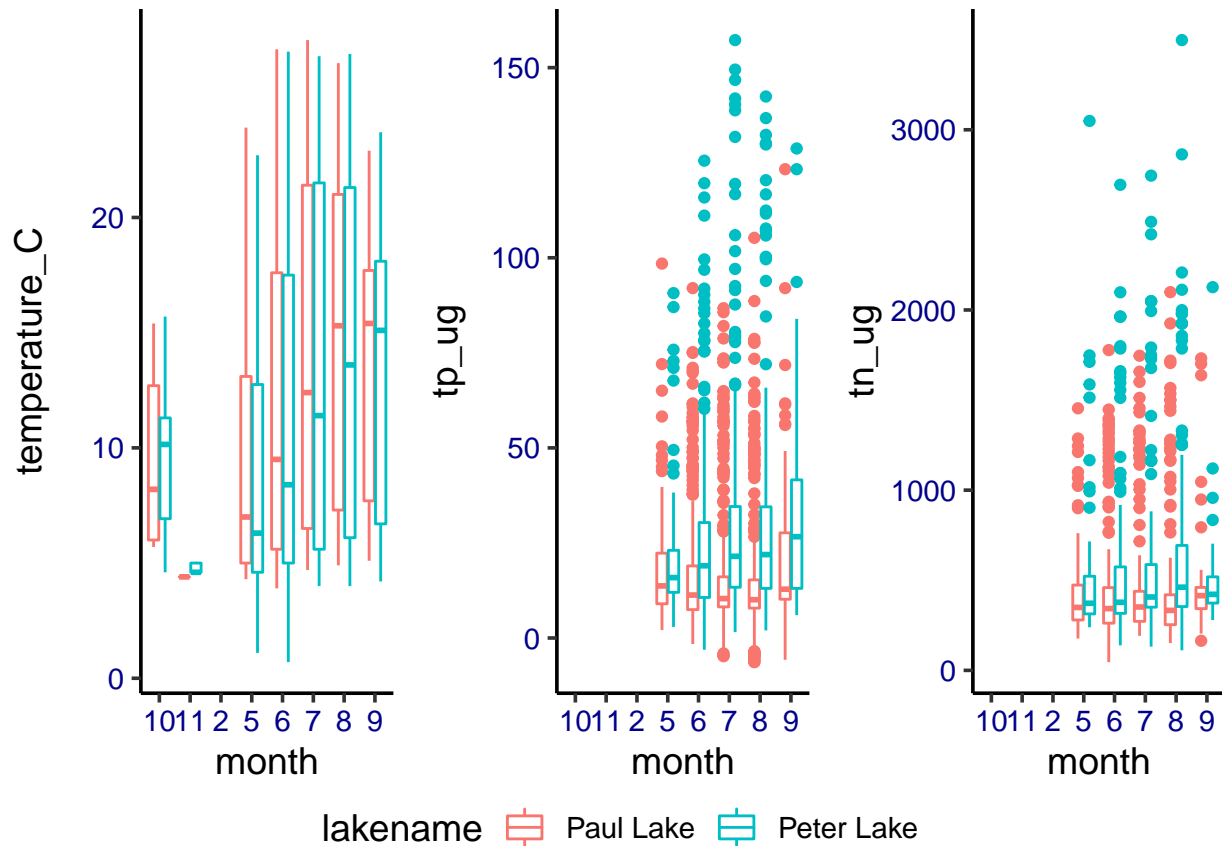 temperature_C
20
10
0
10 11 2 5 6 7 8 9
month
tp_ug
150
100
50
0
10 11 2 5 6 7 8 9
month
tn_ug
3000
2000
1000
0
10 11 2 5 6 7 8 9
month
lakename Paul Lake Peter Lake